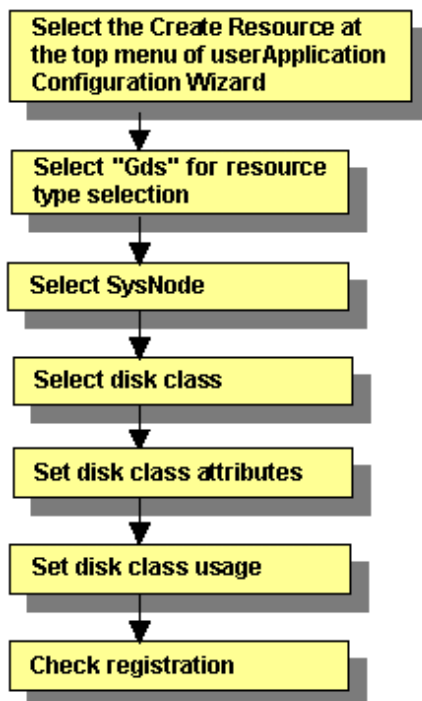 Select the Create Resource at
the top menu of userApplication
Configuration Wizard
Select "Gds" for resource
type selection
Select SysNode
Select disk class
Set disk class attributes
Set disk class usage
Check registration